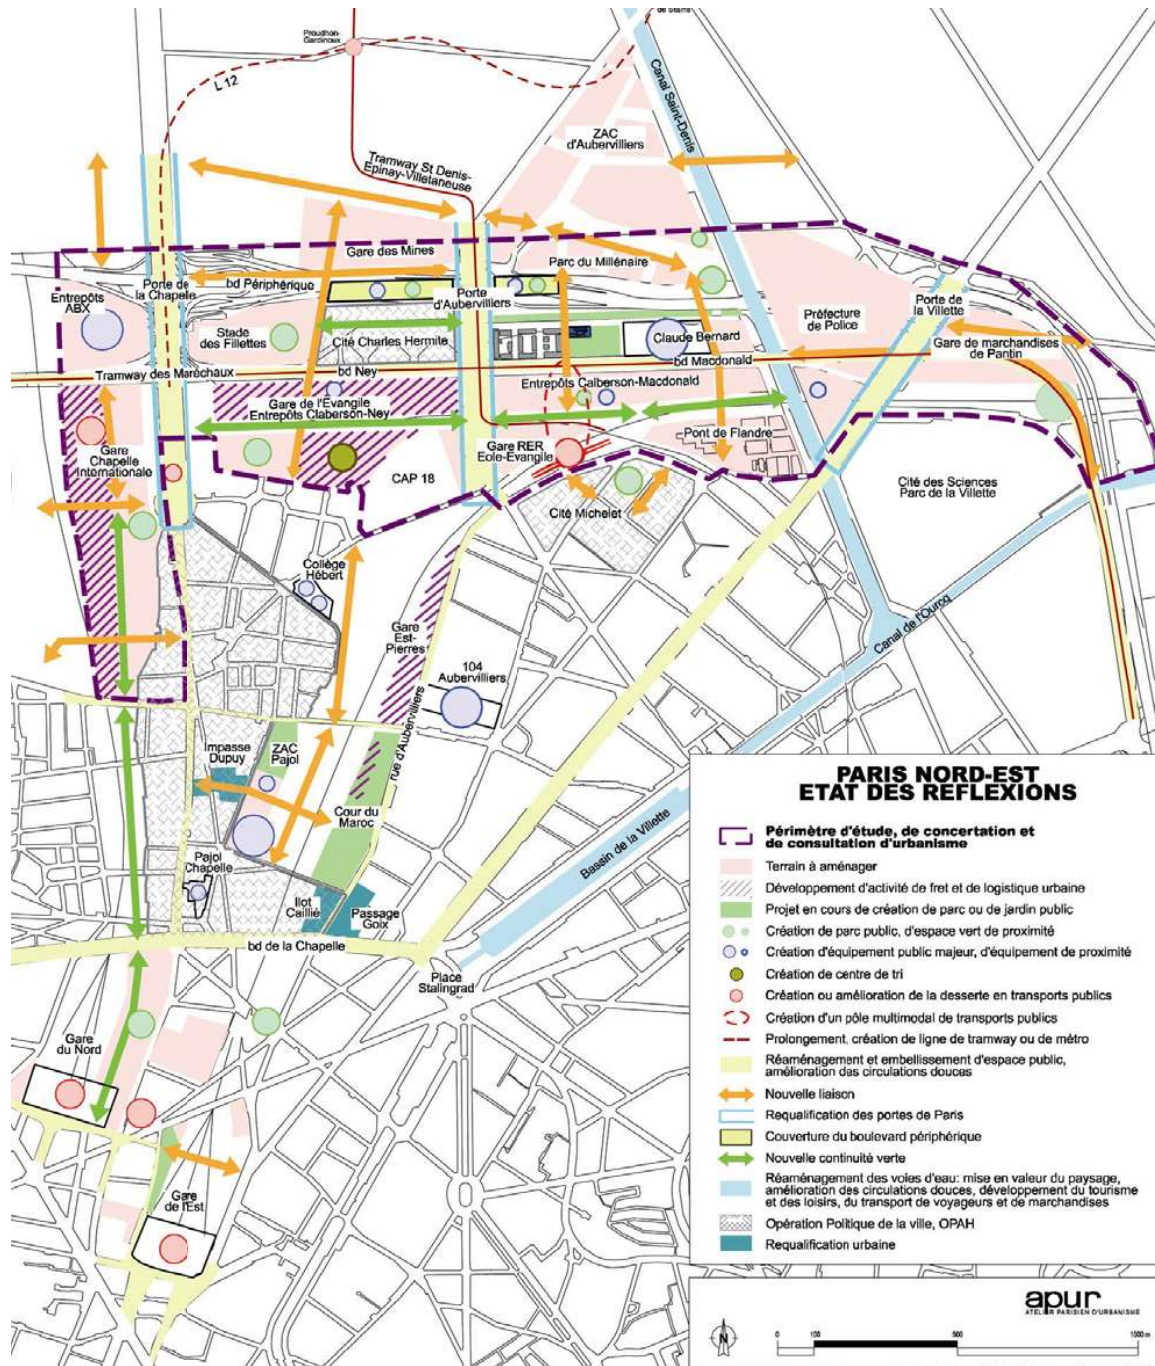 de Stains
Proudhon-
Gardinoux
L 12
Canal Saint-Denis
ZAC
d'Aubervilliers
Tramway St Denis-
Epinay-Villetaneuse
Gare des Mines
Parc du Millénaire
Porte de
la Chapelle
bd Périphérique
Entrepôts
ABX
Porte
d'Aubervilliers
Porte de
la Villette
Stade
des Fillettes
Cité Charles Hermite
Claude Bernard
Préfecture
de Police
Gare de marchandises
de Pantin
bd Macdonald
Tramway des Maréchaux
bd Ney
Entrepôts Calberson-Macdonald
Gare de l'Évangile
Entrepôts Claberson-Ney
Gare
Chapelle
Internationale
Gare RER
Eole-Evangile
Pont de Flandre
CAP 18
Cité des Sciences
Parc de la Villette
Cité Michelet
Collège
Hébert
Gare
Est-
Pierres
Canal de l'Ourcq
104
Aubervilliers
rue d'Aubervilliers
Impasse
Dupuy
ZAC
Pajol
Cour du
Maroc
Bassin de la Villette
Pajol
Chapelle
Ilot
Caillié
Passage
Goix
bd de la Chapelle
Place
Stalingrad
Gare
du Nord
Gare
de l'Est
PARIS NORD-EST
ETAT DES REFLEXIONS
Périmètre d'étude, de concertation et
de consultation d'urbanisme
Terrain à aménager
Développement d'activité de fret et de logistique urbaine
Projet en cours de création de parc ou de jardin public
Création de parc public, d'espace vert de proximité
Création d'équipement public majeur, d'équipement de proximité
Création de centre de tri
Création ou amélioration de la desserte en transports publics
Création d'un pôle multimodal de transports publics
Prolongement, création de ligne de tramway ou de métro
Réaménagement et embellissement d'espace public,
amélioration des circulations douces
Nouvelle liaison
Requalification des portes de Paris
Couverture du boulevard périphérique
Nouvelle continuité verte
Réaménagement des voies d'eau: mise en valeur du paysage,
amélioration des circulations douces, développement du tourisme
et des loisirs, du transport de voyageurs et de marchandises
Opération Politique de la ville, OPAH
Requalification urbaine
apur
ATELIER PARISIEN D'URBANISME
N
0 100 500 1000 m